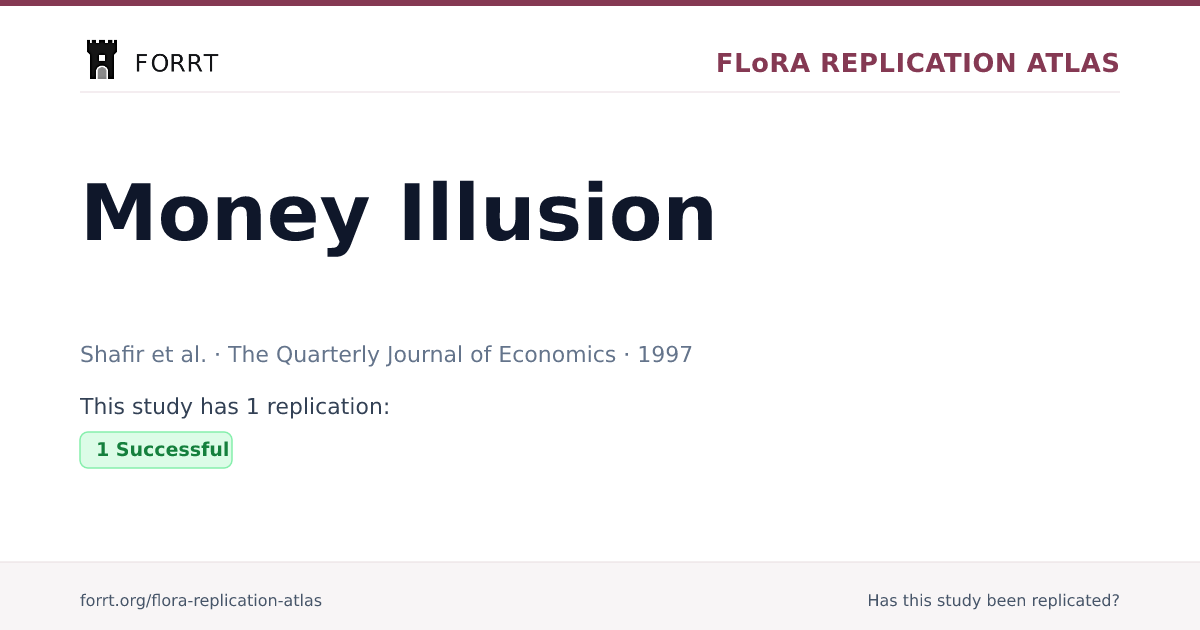 FORRT
FLoRA REPLICATION ATLAS
Money Illusion
Shafir et al. · The Quarterly Journal of Economics · 1997
This study has 1 replication:
1 Successful
forrt.org/flora-replication-atlas
Has this study been replicated?